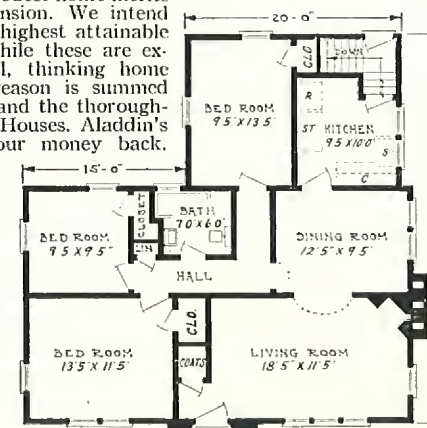 ension. We intend
highest attainable
hile these are ex-
l, thinking home
eason is summed
and the thorough-
Houses. Aladdin's
our money back.
20'-0"
CLO
DOWN
BED ROOM
9'5"X13'5"
R
ST
KITCHEN
9'5"X10'0"
S
C
15'-0"
CLOSET
BATH
7'0"X6'0"
BED ROOM
9'5"X9'5"
LIN
DINING ROOM
12'5"X9'5"
HALL
CLO.
BED ROOM
13'5"X11'5"
COATS
LIVING ROOM
18'5"X11'5"